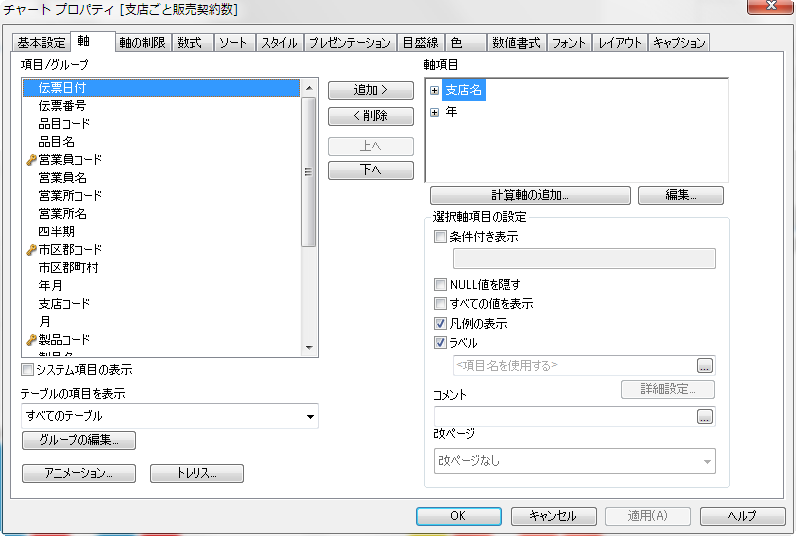 チャート プロパティ [支店ごと販売契約数]
基本設定 軸 軸の制限 数式 ソート スタイル プレゼンテーション 目盛線 色 数値書式 フォント レイアウト キャプション
項目/グループ
伝票日付
伝票番号
品目コード
品目名
営業員コード
営業員名
営業所コード
営業所名
四半期
市区郡コード
市区郡町村
年月
支店コード
月
製品コード
製品名
システム項目の表示
テーブルの項目を表示
すべてのテーブル
グループの編集...
アニメーション...
トレリス...
追加 >
< 削除
上へ
下へ
軸項目
支店名
年
計算軸の追加...
編集...
選択軸項目の設定
条件付き表示
NULL値を隠す
すべての値を表示
凡例の表示
ラベル
<項目名を使用する>
...
詳細設定...
コメント
...
改ページ
改ページなし
OK
キャンセル
適用(A)
ヘルプ